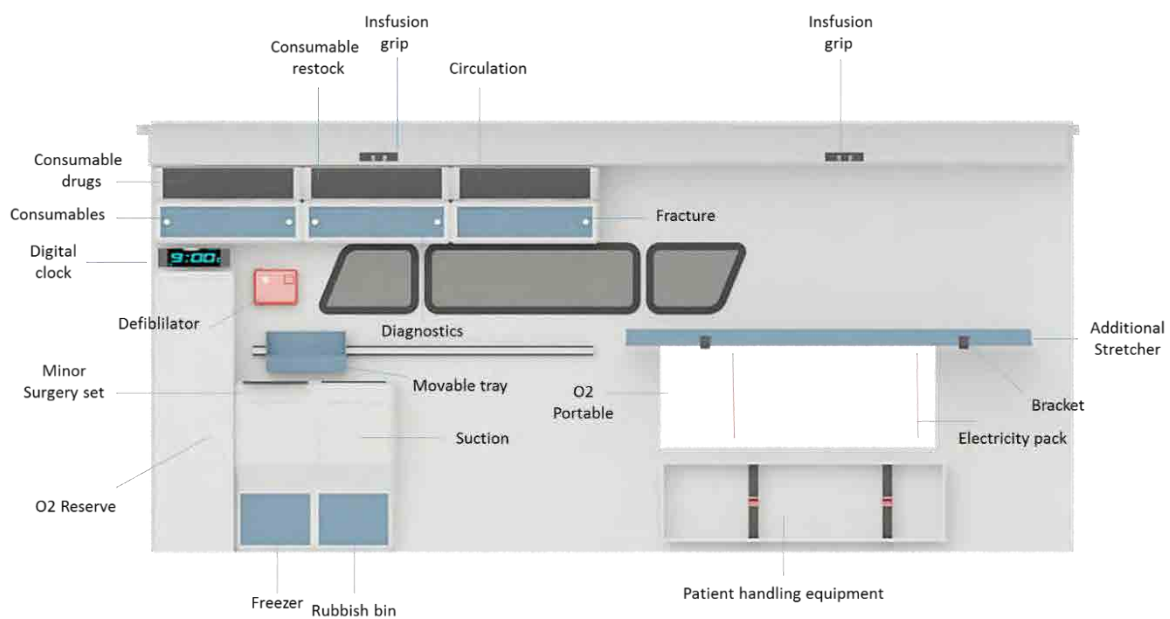 Insfusion
grip
Insfusion
grip
Consumable
restock
Circulation
Consumable
drugs
Consumables
Fracture
Digital
clock
9:00
Defiblilator
Diagnostics
Additional
Stretcher
Minor
Surgery set
Movable tray
O2
Portable
Bracket
Suction
Electricity pack
O2 Reserve
Patient handling equipment
Freezer
Rubbish bin